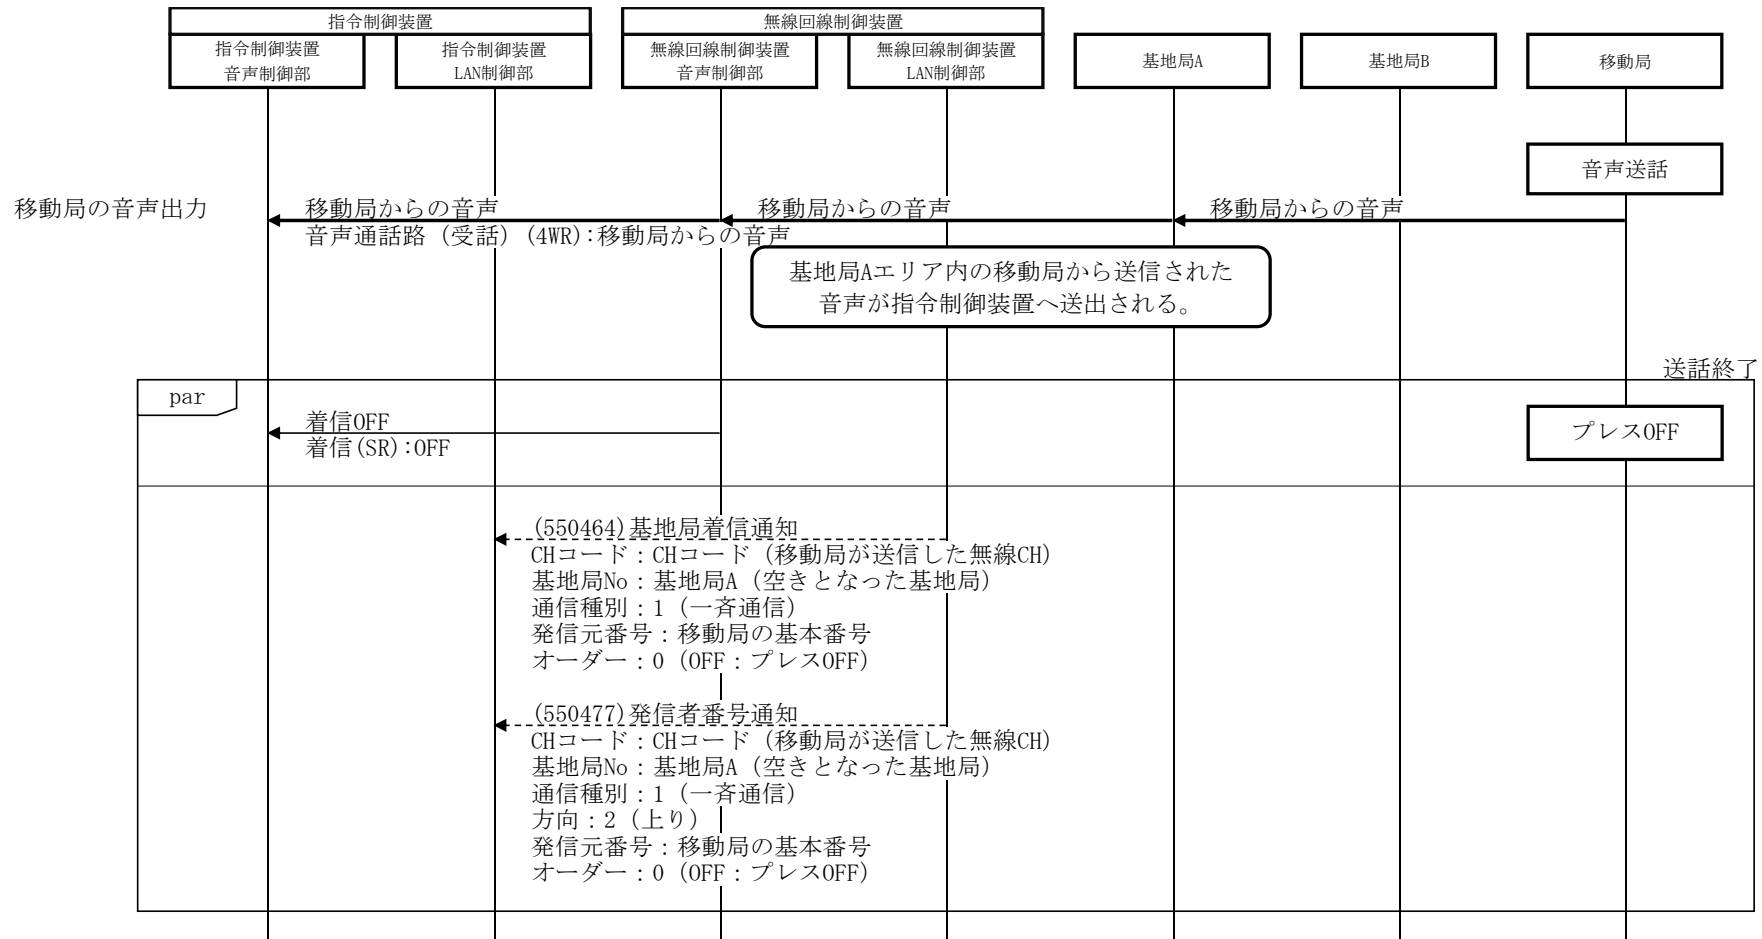 指令制御装置
無線回線制御装置
指令制御装置
音声制御部
指令制御装置
LAN制御部
無線回線制御装置
音声制御部
無線回線制御装置
LAN制御部
基地局A
基地局B
移動局
音声送話
移動局の音声出力
移動局からの音声
移動局からの音声
移動局からの音声
音声通話路（受話）(4WR):移動局からの音声
基地局Aエリア内の移動局から送信された
音声が指令制御装置へ送出される。
送話終了
par
着信OFF
着信(SR):OFF
プレスOFF
(550464)基地局着信通知
CHコード：CHコード（移動局が送信した無線CH）
基地局No：基地局A（空きとなった基地局）
通信種別：1（一斉通信）
発信元番号：移動局の基本番号
オーダー：0（OFF：プレスOFF）
(550477)発信者番号通知
CHコード：CHコード（移動局が送信した無線CH）
基地局No：基地局A（空きとなった基地局）
通信種別：1（一斉通信）
方向：2（上り）
発信元番号：移動局の基本番号
オーダー：0（OFF：プレスOFF）